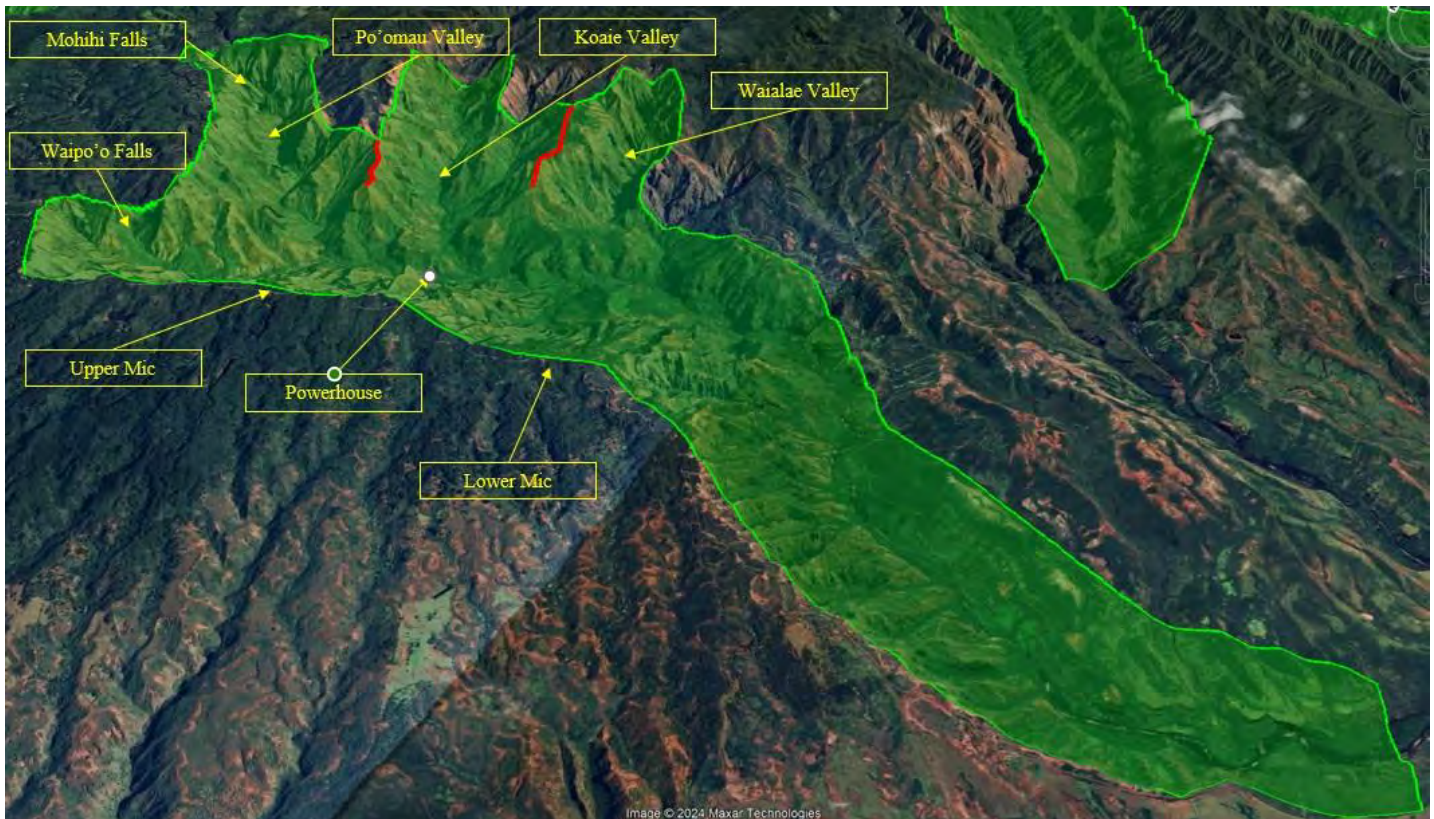 Mohihi Falls
Po’omau Valley
Koaie Valley
Waialae Valley
Waipo’o Falls
Upper Mic
Powerhouse
Lower Mic
Image © 2024 Maxar Technologies